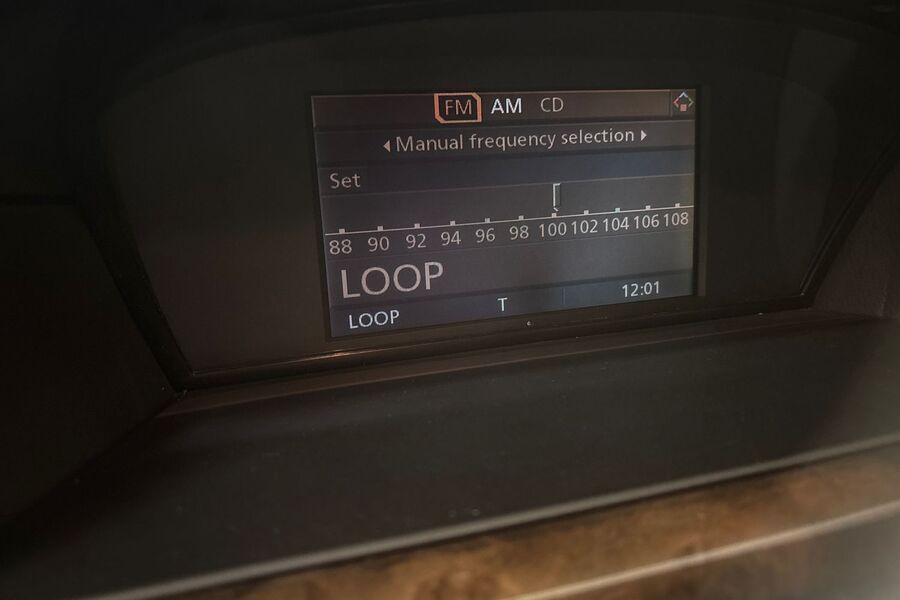 FM AM CD
Manual frequency selection
Set
88 90 92 94 96 98 100 102 104 106 108
LOOP
LOOP T 12:01